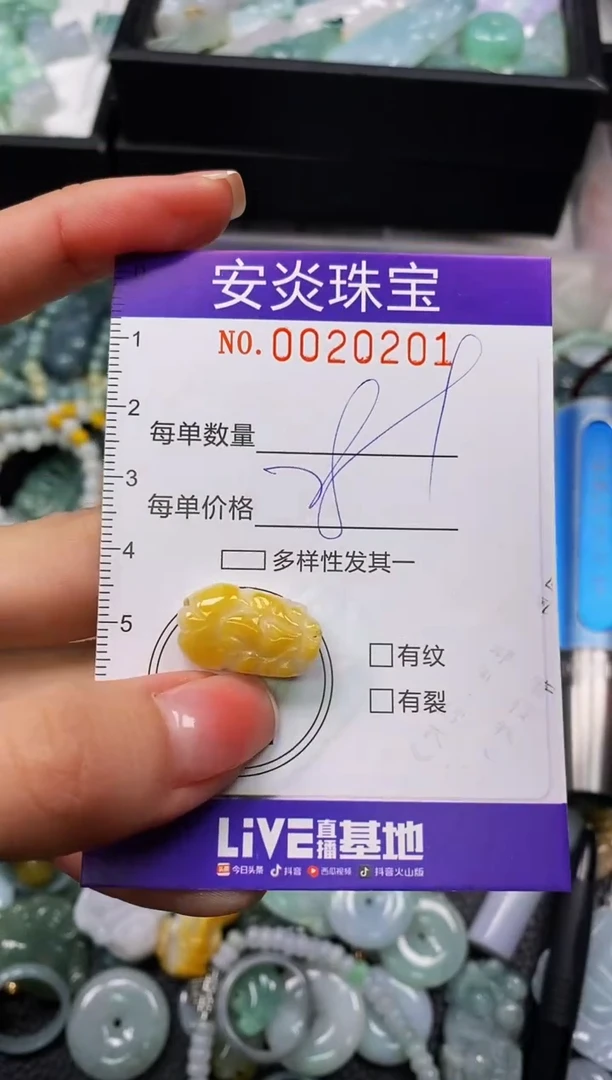 安炎珠宝
NO. 0020201
1
2
每单数量
3
每单价格
4
多样性发其一
5
有纹
有裂
LiVE直播基地
头条 今日头条 抖音 西瓜视频 抖音火山版